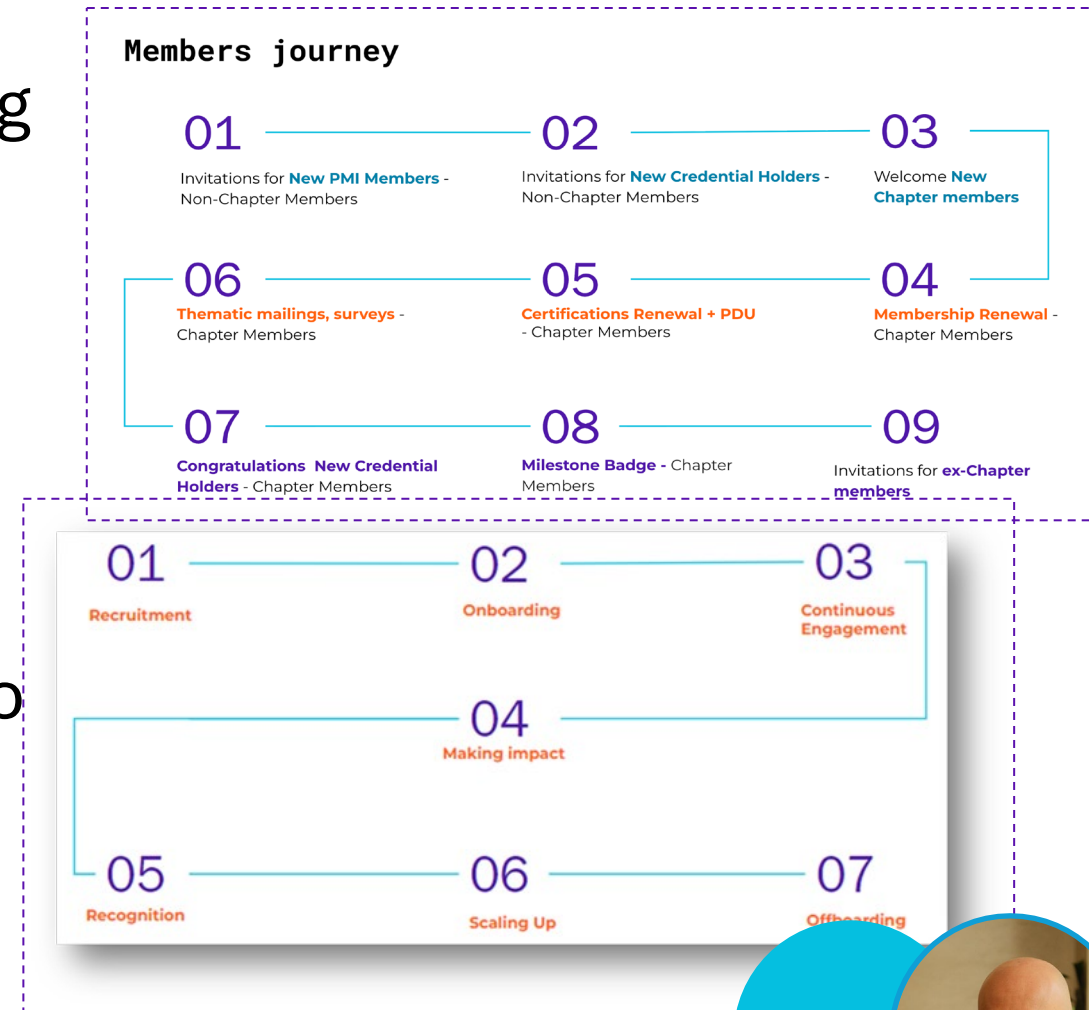 g
Members journey
01
02
03
Invitations for New PMI Members -
Non-Chapter Members
Invitations for New Credential Holders -
Non-Chapter Members
Welcome New
Chapter members
06
05
04
Thematic mailings, surveys -
Chapter Members
Certifications Renewal + PDU
- Chapter Members
Membership Renewal -
Chapter Members
07
08
09
Congratulations New Credential
Holders - Chapter Members
Milestone Badge - Chapter
Members
Invitations for ex-Chapter
members
01
02
03
Recruitment
Onboarding
Continuous
Engagement
04
Making impact
05
06
07
Recognition
Scaling Up
Offboarding